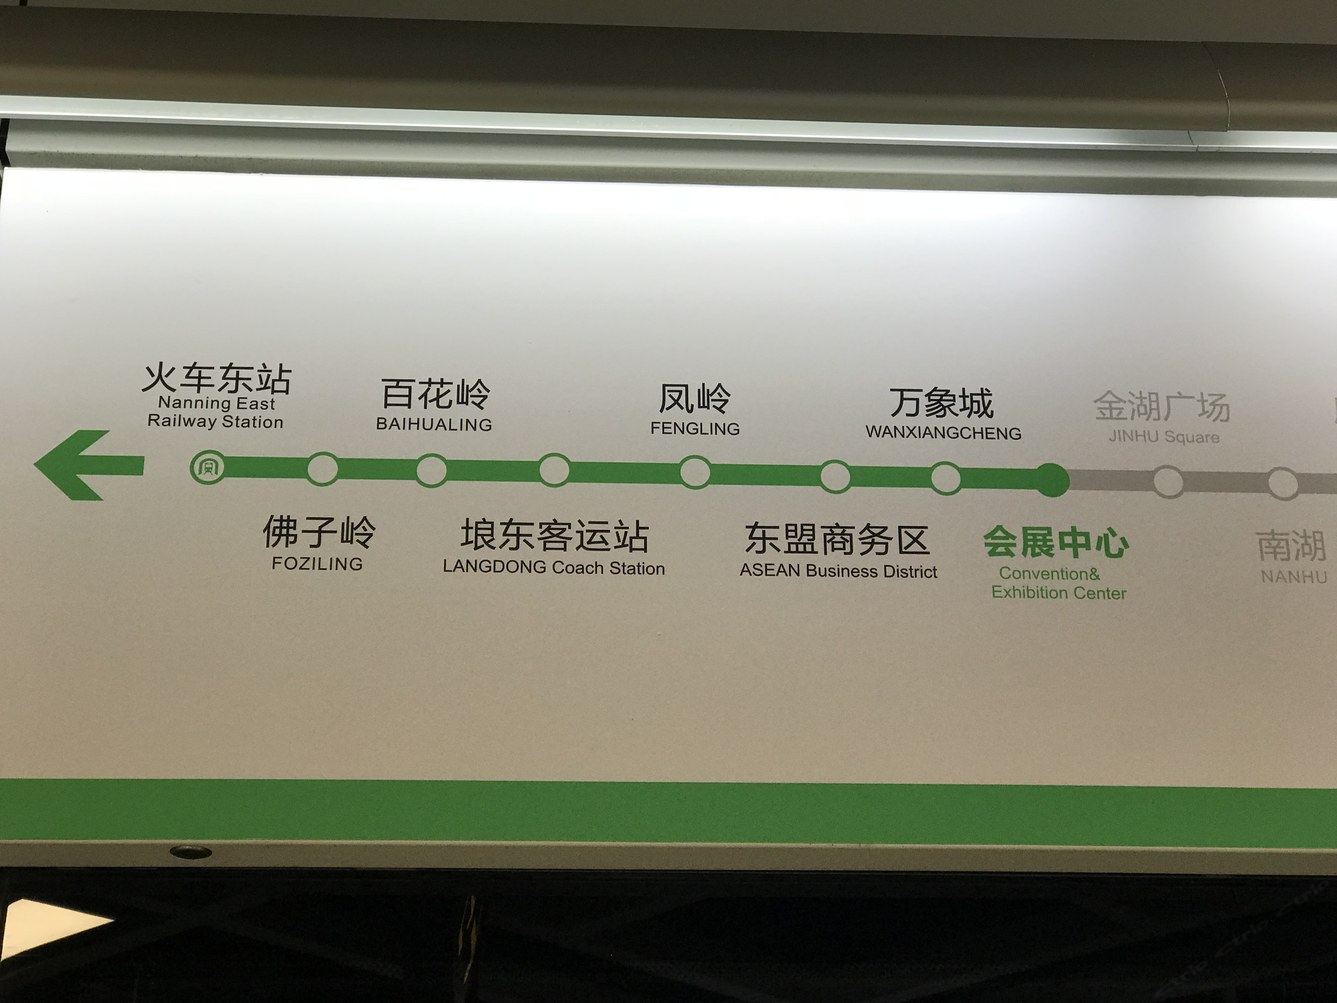 火车东站
Nanning East
Railway Station
百花岭
BAIHUALING
凤岭
FENGLING
万象城
WANXIANGCHENG
金湖广场
JINHU Square
佛子岭
FOZILING
埌东客运站
LANGDONG Coach Station
东盟商务区
ASEAN Business District
会展中心
Convention&
Exhibition Center
南湖
NANHU